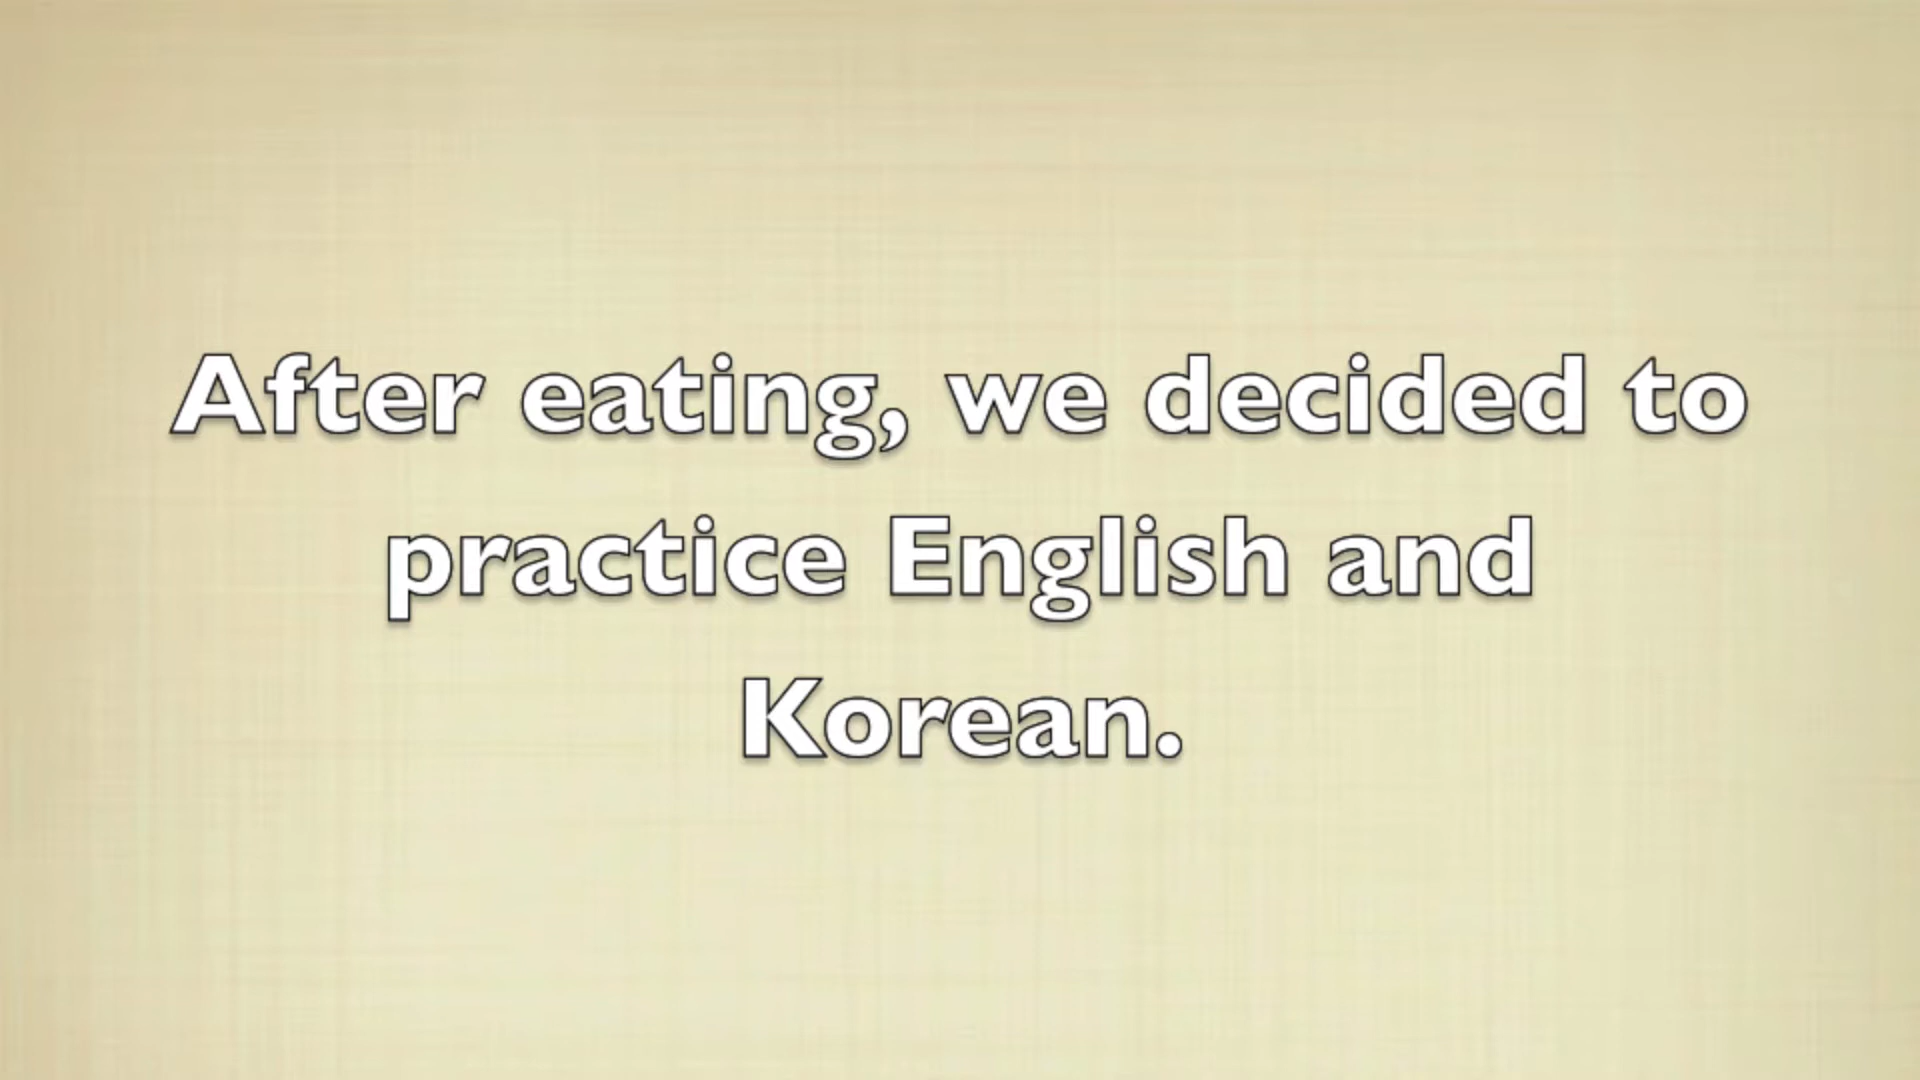 After eating, we decided to
practice English and
Korean.